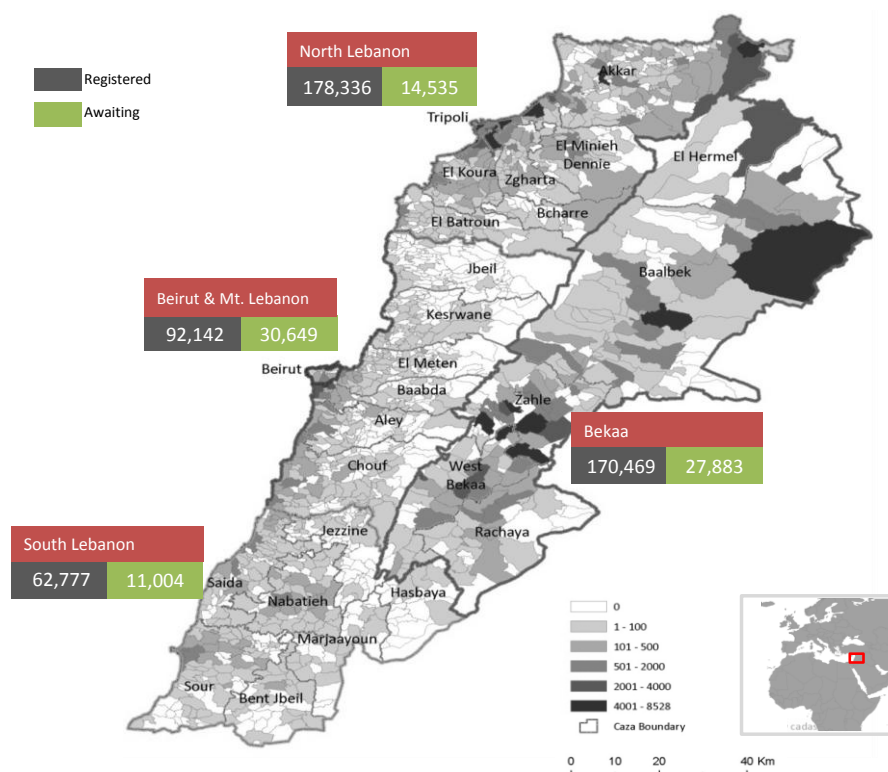 North Lebanon
178,336 14,535
Registered
Awaiting
Akkar
Tripoli
El Minieh
Dennie
El Hermel
El Koura
Zgharta
Bcharre
El Batroun
Jbeil
Baalbek
Beirut & Mt. Lebanon
92,142 30,649
Kesrwane
El Meten
Beirut
Baabda
Zahle
Aley
Bekaa
170,469 27,883
Chouf
West
Bekaa
Rachaya
Jezzine
South Lebanon
62,777 11,004
Saida
Hasbaya
Nabatieh
Marjaayoun
Sour
Bent Jbeil
0
1 - 100
101 - 500
501 - 2000
2001 - 4000
4001 - 8528
Caza Boundary
cadas
0 10 20 40 Km